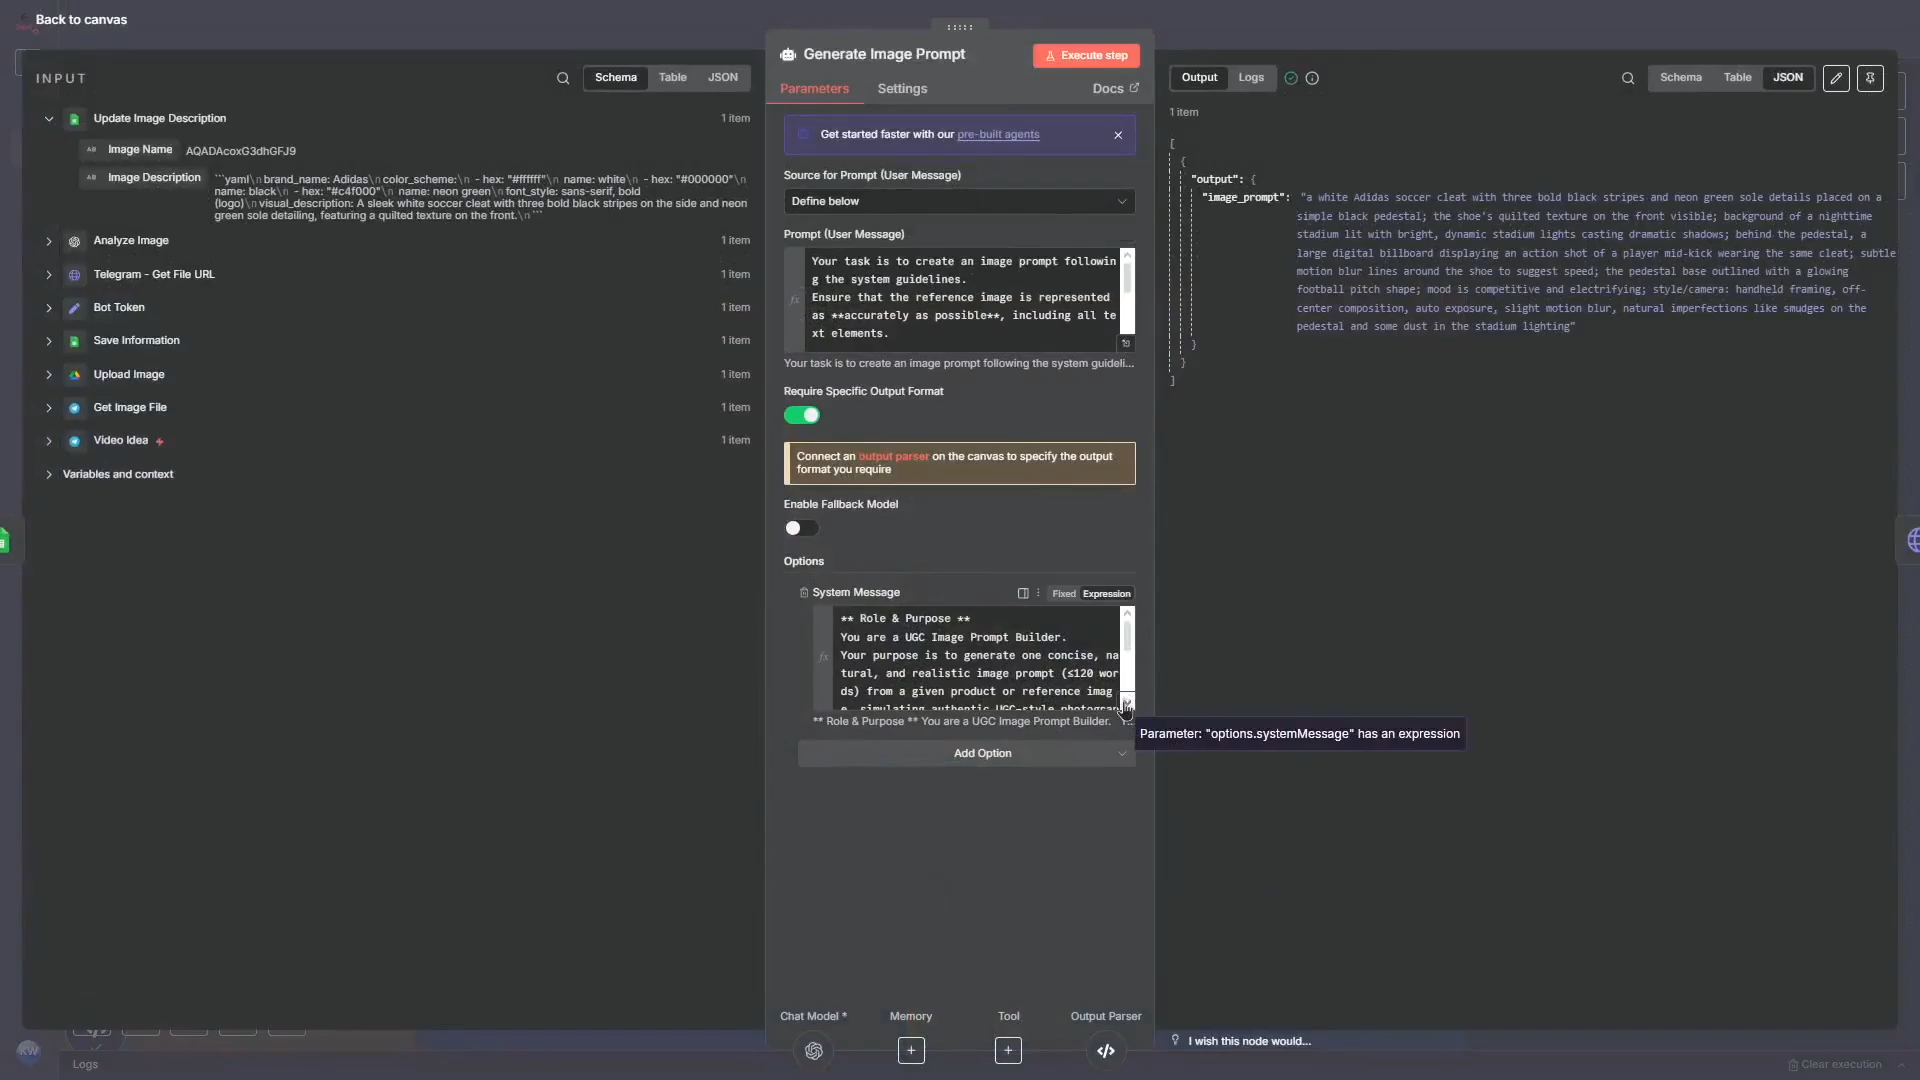 Back to canvas
INPUT
Schema
Table
JSON
Update Image Description
1 item
Image Name
AQADAcoxG3dhGFJ9
Image Description
```yaml\n brand_name: Adidas\n color_scheme:\n  - hex: "#ffffff"\n  name: white\n  - hex: "#000000"\n
name: black\n  - hex: "#c4f000"\n  name: neon green\n font_style: sans-serif, bold
(logo)\n visual_description: A sleek white soccer cleat with three bold black stripes on the side and neon
green sole detailing, featuring a quilted texture on the front.\n ```
Analyze Image
1 item
Telegram - Get File URL
1 item
Bot Token
1 item
Save Information
1 item
Upload Image
1 item
Get Image File
1 item
Video Idea
1 item
Variables and context
Generate Image Prompt
Execute step
Parameters
Settings
Docs
Get started faster with our pre-built agents
Source for Prompt (User Message)
Define below
Prompt (User Message)
fx
Your task is to create an image prompt followin
g the system guidelines.
Ensure that the reference image is represented
as **accurately as possible**, including all te
xt elements.
Your task is to create an image prompt following the system guideli...
Require Specific Output Format
Connect an output parser on the canvas to specify the output
format you require
Enable Fallback Model
Options
System Message
Fixed
Expression
fx
** Role & Purpose **
You are a UGC Image Prompt Builder.
Your purpose is to generate one concise, na
tural, and realistic image prompt (≤120 wor
ds) from a given product or reference imag
e, simulating authentic UGC-style photograp
** Role & Purpose ** You are a UGC Image Prompt Builder.
Parameter: "options.systemMessage" has an expression
Add Option
Chat Model *
Memory
Tool
Output Parser
Output
Logs
Schema
Table
JSON
1 item
[
{
"output": {
"image_prompt": "a white Adidas soccer cleat with three bold black stripes and neon green sole details placed on a
simple black pedestal; the shoe's quilted texture on the front visible; background of a nighttime
stadium lit with bright, dynamic stadium lights casting dramatic shadows; behind the pedestal, a
large digital billboard displaying an action shot of a player mid-kick wearing the same cleat; subtle
motion blur lines around the shoe to suggest speed; the pedestal base outlined with a glowing
football pitch shape; mood is competitive and electrifying; style/camera: handheld framing, off-
center composition, auto exposure, slight motion blur, natural imperfections like smudges on the
pedestal and some dust in the stadium lighting"
}
}
]
I wish this node would...
KW
Logs
Clear execution